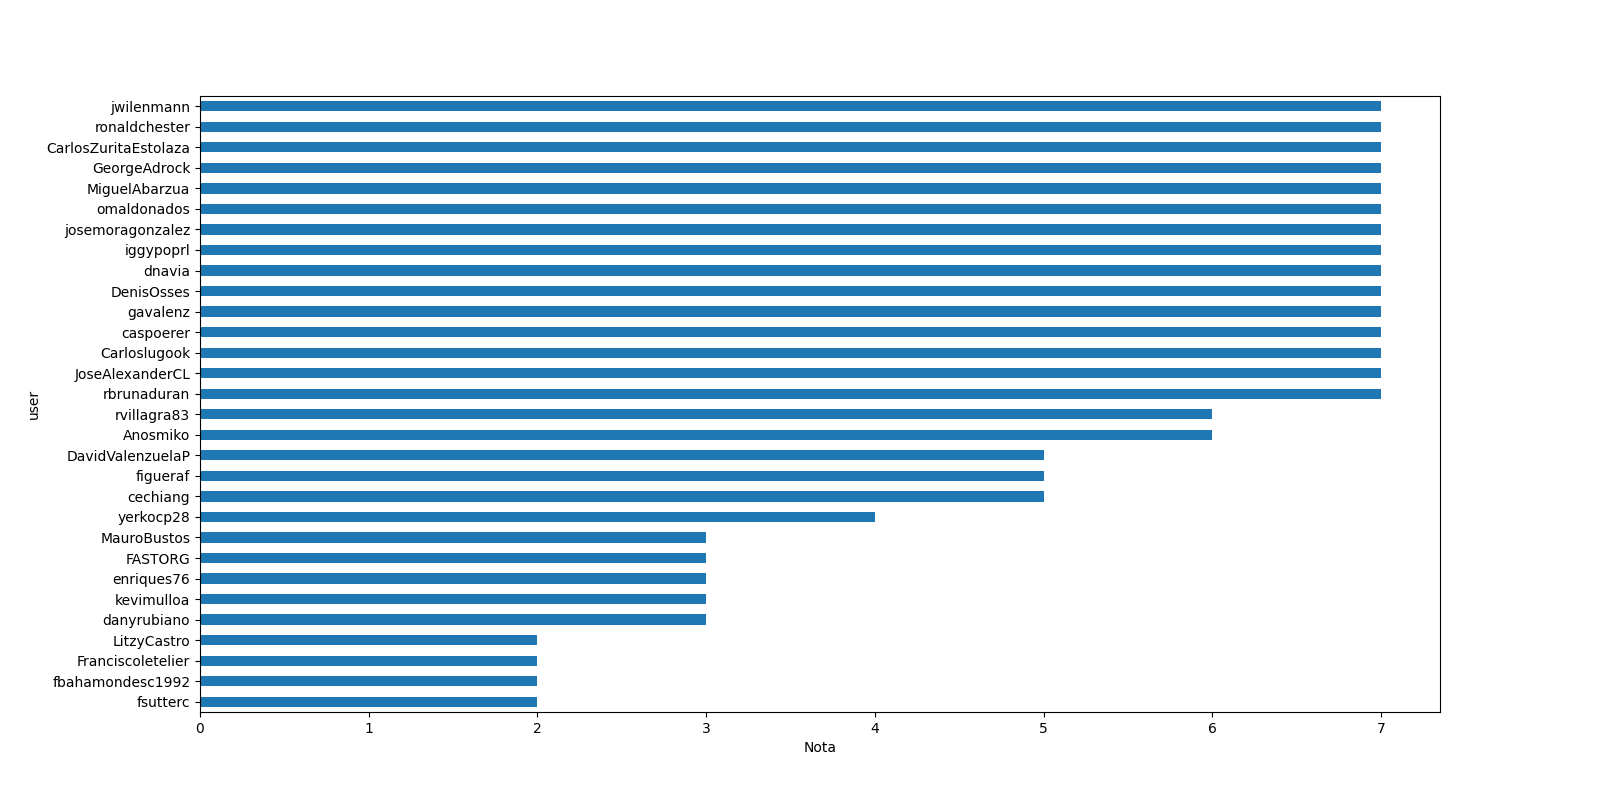 jwilenmann
ronaldchester
CarlosZuritaEstolaza
GeorgeAdrock
MiguelAbarzua
omaldonados
josemoragonzalez
iggypoprl
dnavia
DenisOsses
gavalenz
caspoerer
Carloslugook
JoseAlexanderCL
rbrunaduran
rvillagra83
Anosmiko
DavidValenzuelaP
figueraf
cechiang
yerkocp28
MauroBustos
FASTORG
enriques76
kevimulloa
danyrubiano
LitzyCastro
Franciscoletelier
fbahamondesc1992
fsutterc
user
0 1 2 3 4 5 6 7
Nota